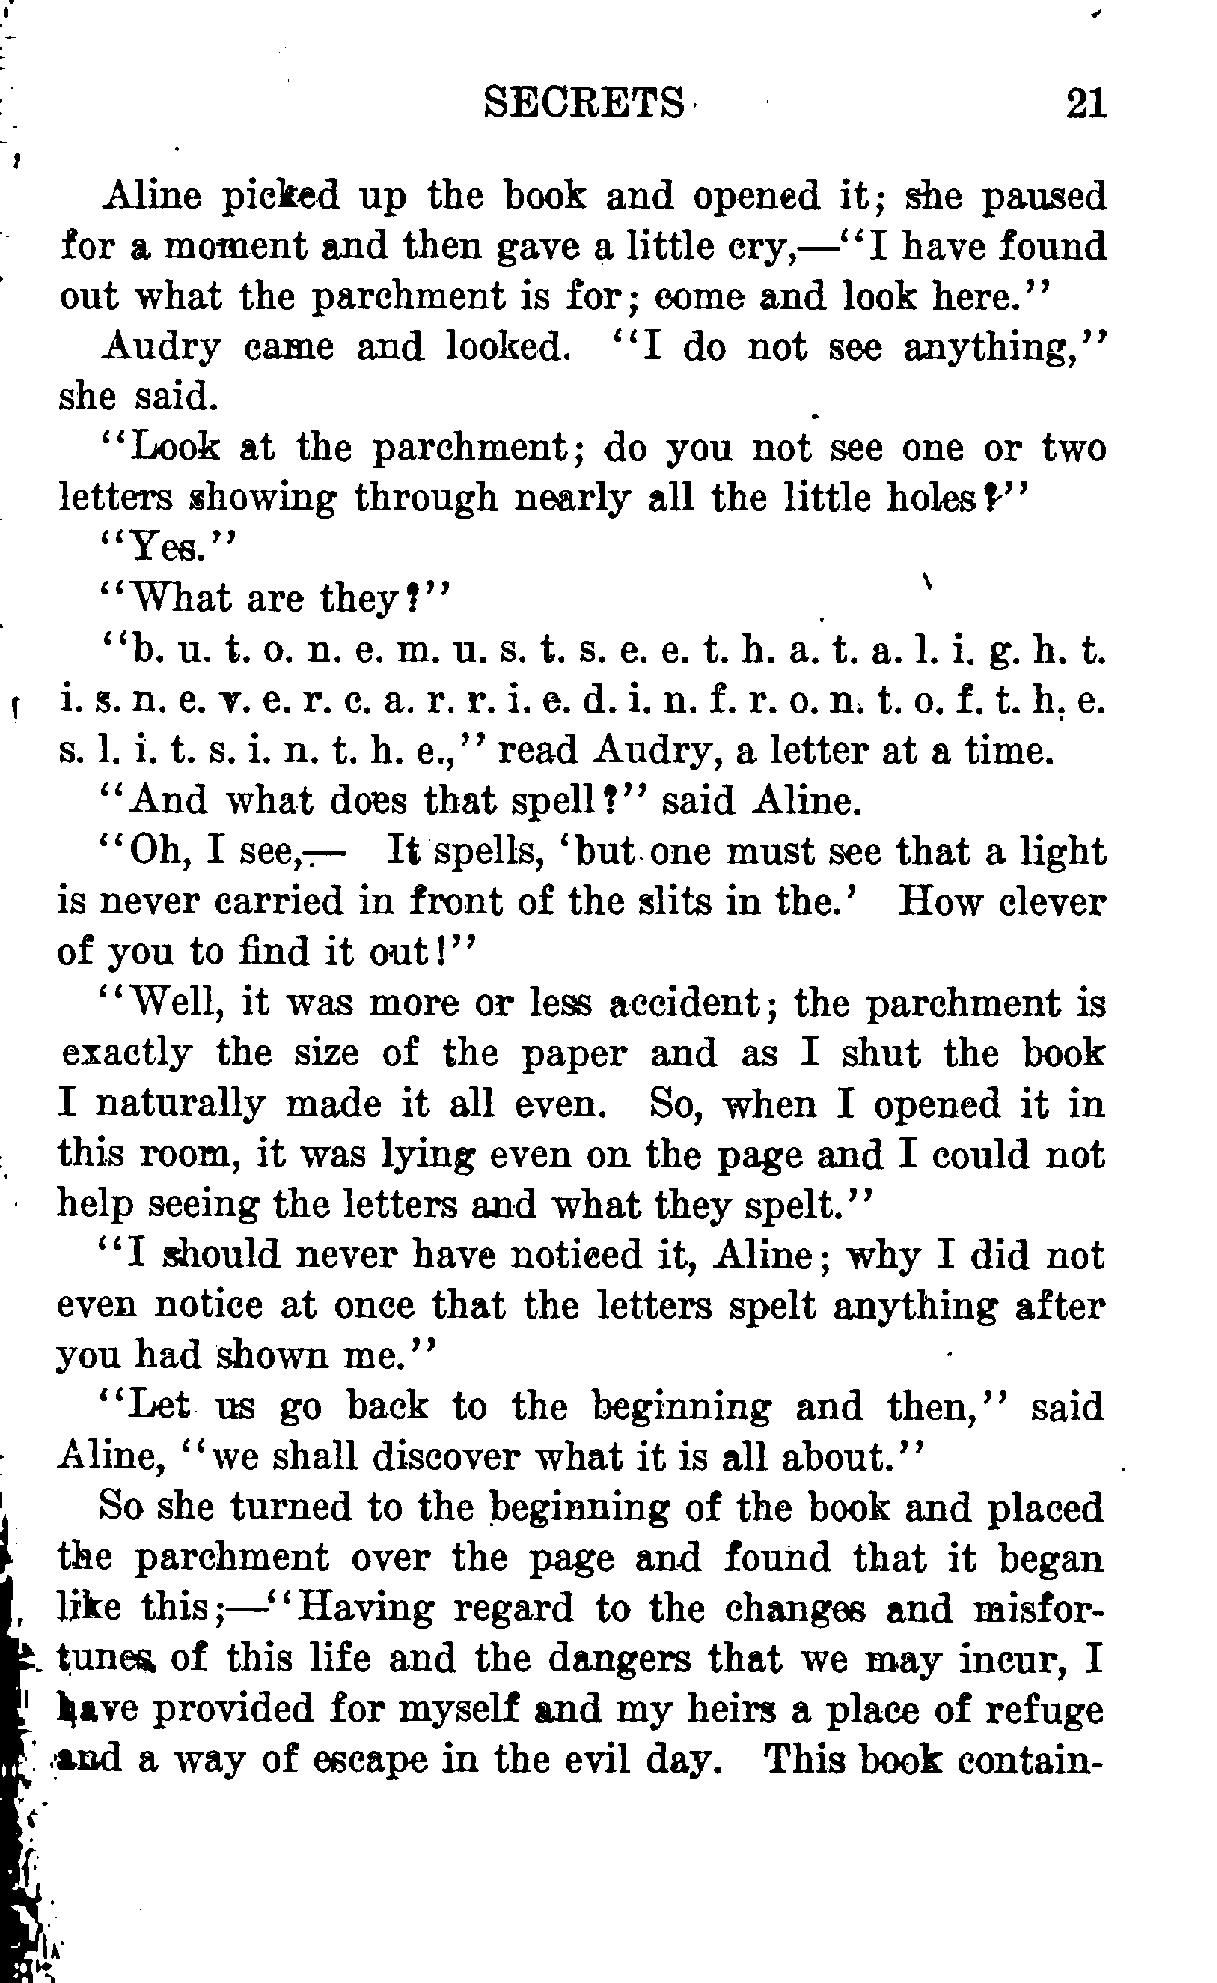 SECRETS 21
Aline picked up the book and opened it; she paused
for a moment and then gave a little cry,—“I have found
out what the parchment is for; come and look here.”
Audry came and looked. “I do not see anything,”
she said.
“Look at the parchment; do you not see one or two
letters showing through nearly all the little holes?”
“Yes.”
“What are they?”
“b. u. t. o. n. e. m. u. s. t. s. e. e. t. h. a. t. a. l. i. g. h. t.
i. s. n. e. v. e. r. c. a. r. r. i. e. d. i. n. f. r. o. n. t. o. f. t. h. e.
s. l. i. t. s. i. n. t. h. e.,” read Audry, a letter at a time.
“And what does that spell?” said Aline.
“Oh, I see,— It spells, ‘but one must see that a light
is never carried in front of the slits in the.’ How clever
of you to find it out!”
“Well, it was more or less accident; the parchment is
exactly the size of the paper and as I shut the book
I naturally made it all even. So, when I opened it in
this room, it was lying even on the page and I could not
help seeing the letters and what they spelt.”
“I should never have noticed it, Aline; why I did not
even notice at once that the letters spelt anything after
you had shown me.”
“Let us go back to the beginning and then,” said
Aline, “we shall discover what it is all about.”
So she turned to the beginning of the book and placed
the parchment over the page and found that it began
like this;—“Having regard to the changes and misfor-
tunes of this life and the dangers that we may incur, I
have provided for myself and my heirs a place of refuge
and a way of escape in the evil day. This book contain-